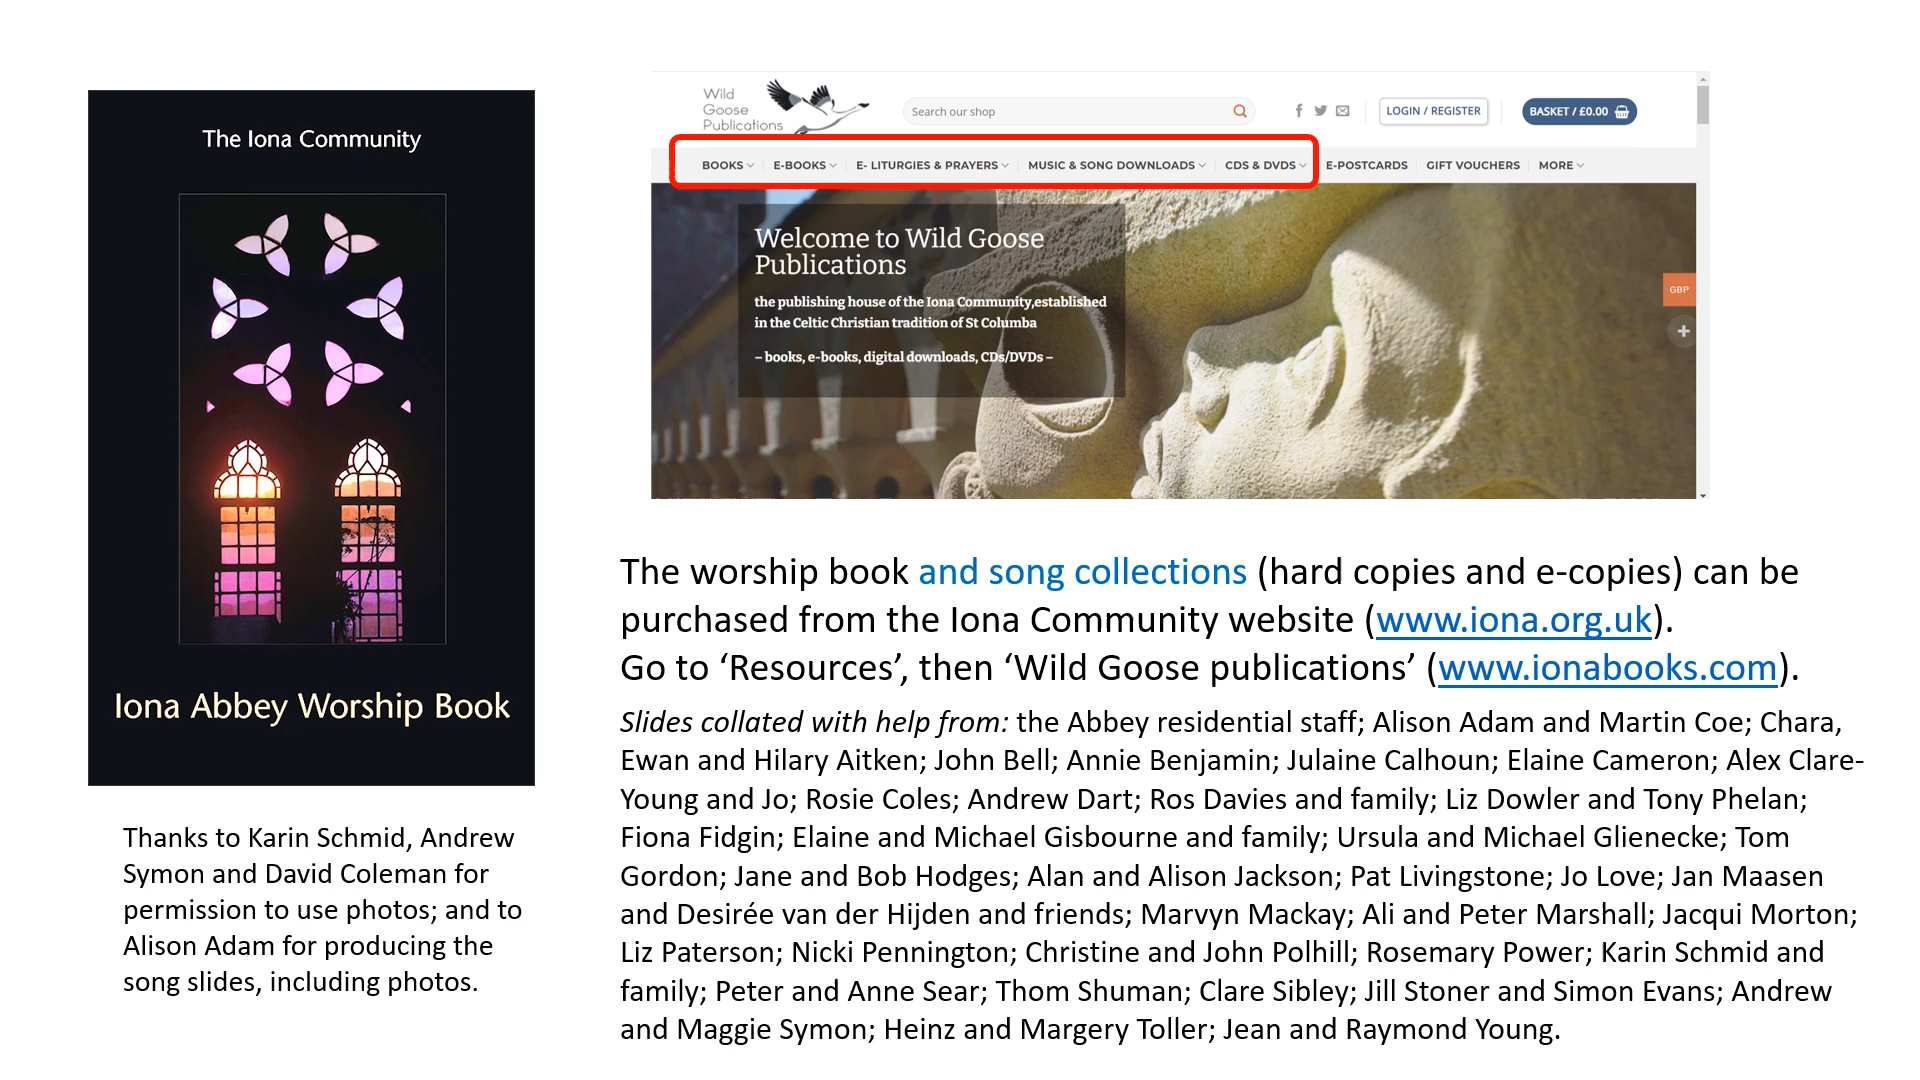 The Iona Community
Iona Abbey Worship Book
Thanks to Karin Schmid, Andrew
Symon and David Coleman for
permission to use photos; and to
Alison Adam for producing the
song slides, including photos.
Wild
Goose
Publications
Search our shop
LOGIN / REGISTER
BASKET / £0.00
BOOKS E-BOOKS E- LITURGIES & PRAYERS MUSIC & SONG DOWNLOADS CDS & DVDS E-POSTCARDS GIFT VOUCHERS MORE
Welcome to Wild Goose
Publications
the publishing house of the Iona Community,established
in the Celtic Christian tradition of St Columba
– books, e-books, digital downloads, CDs/DVDs –
GBP
The worship book and song collections (hard copies and e-copies) can be
purchased from the Iona Community website (www.iona.org.uk).
Go to ‘Resources’, then ‘Wild Goose publications’ (www.ionabooks.com).
Slides collated with help from: the Abbey residential staff; Alison Adam and Martin Coe; Chara,
Ewan and Hilary Aitken; John Bell; Annie Benjamin; Julaine Calhoun; Elaine Cameron; Alex Clare-
Young and Jo; Rosie Coles; Andrew Dart; Ros Davies and family; Liz Dowler and Tony Phelan;
Fiona Fidgin; Elaine and Michael Gisbourne and family; Ursula and Michael Glienecke; Tom
Gordon; Jane and Bob Hodges; Alan and Alison Jackson; Pat Livingstone; Jo Love; Jan Maasen
and Desirée van der Hijden and friends; Marvyn Mackay; Ali and Peter Marshall; Jacqui Morton;
Liz Paterson; Nicki Pennington; Christine and John Polhill; Rosemary Power; Karin Schmid and
family; Peter and Anne Sear; Thom Shuman; Clare Sibley; Jill Stoner and Simon Evans; Andrew
and Maggie Symon; Heinz and Margery Toller; Jean and Raymond Young.